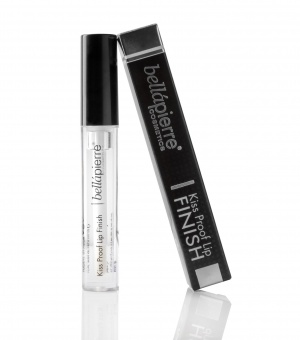 bellápierre
Kiss Proof Lip Finish
bellápierre
COSMETICS
Kiss Proof Lip
FINISH